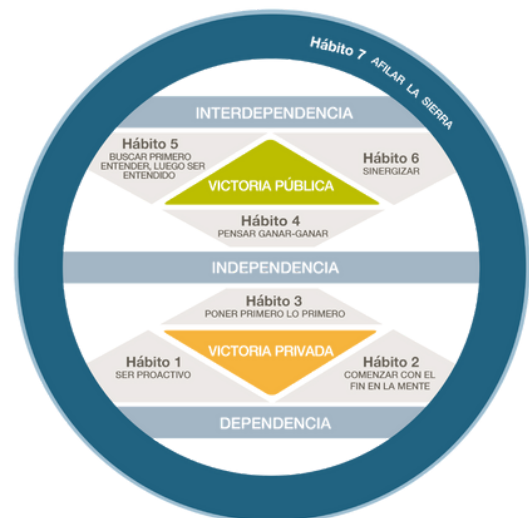 Hábito 7 AFILAR LA SIERRA
INTERDEPENDENCIA
Hábito 5
BUSCAR PRIMERO
ENTENDER, LUEGO SER
ENTENDIDO
Hábito 6
SINERGIZAR
VICTORIA PÚBLICA
Hábito 4
PENSAR GANAR-GANAR
INDEPENDENCIA
Hábito 3
PONER PRIMERO LO PRIMERO
VICTORIA PRIVADA
Hábito 1
SER PROACTIVO
Hábito 2
COMENZAR CON EL
FIN EN LA MENTE
DEPENDENCIA